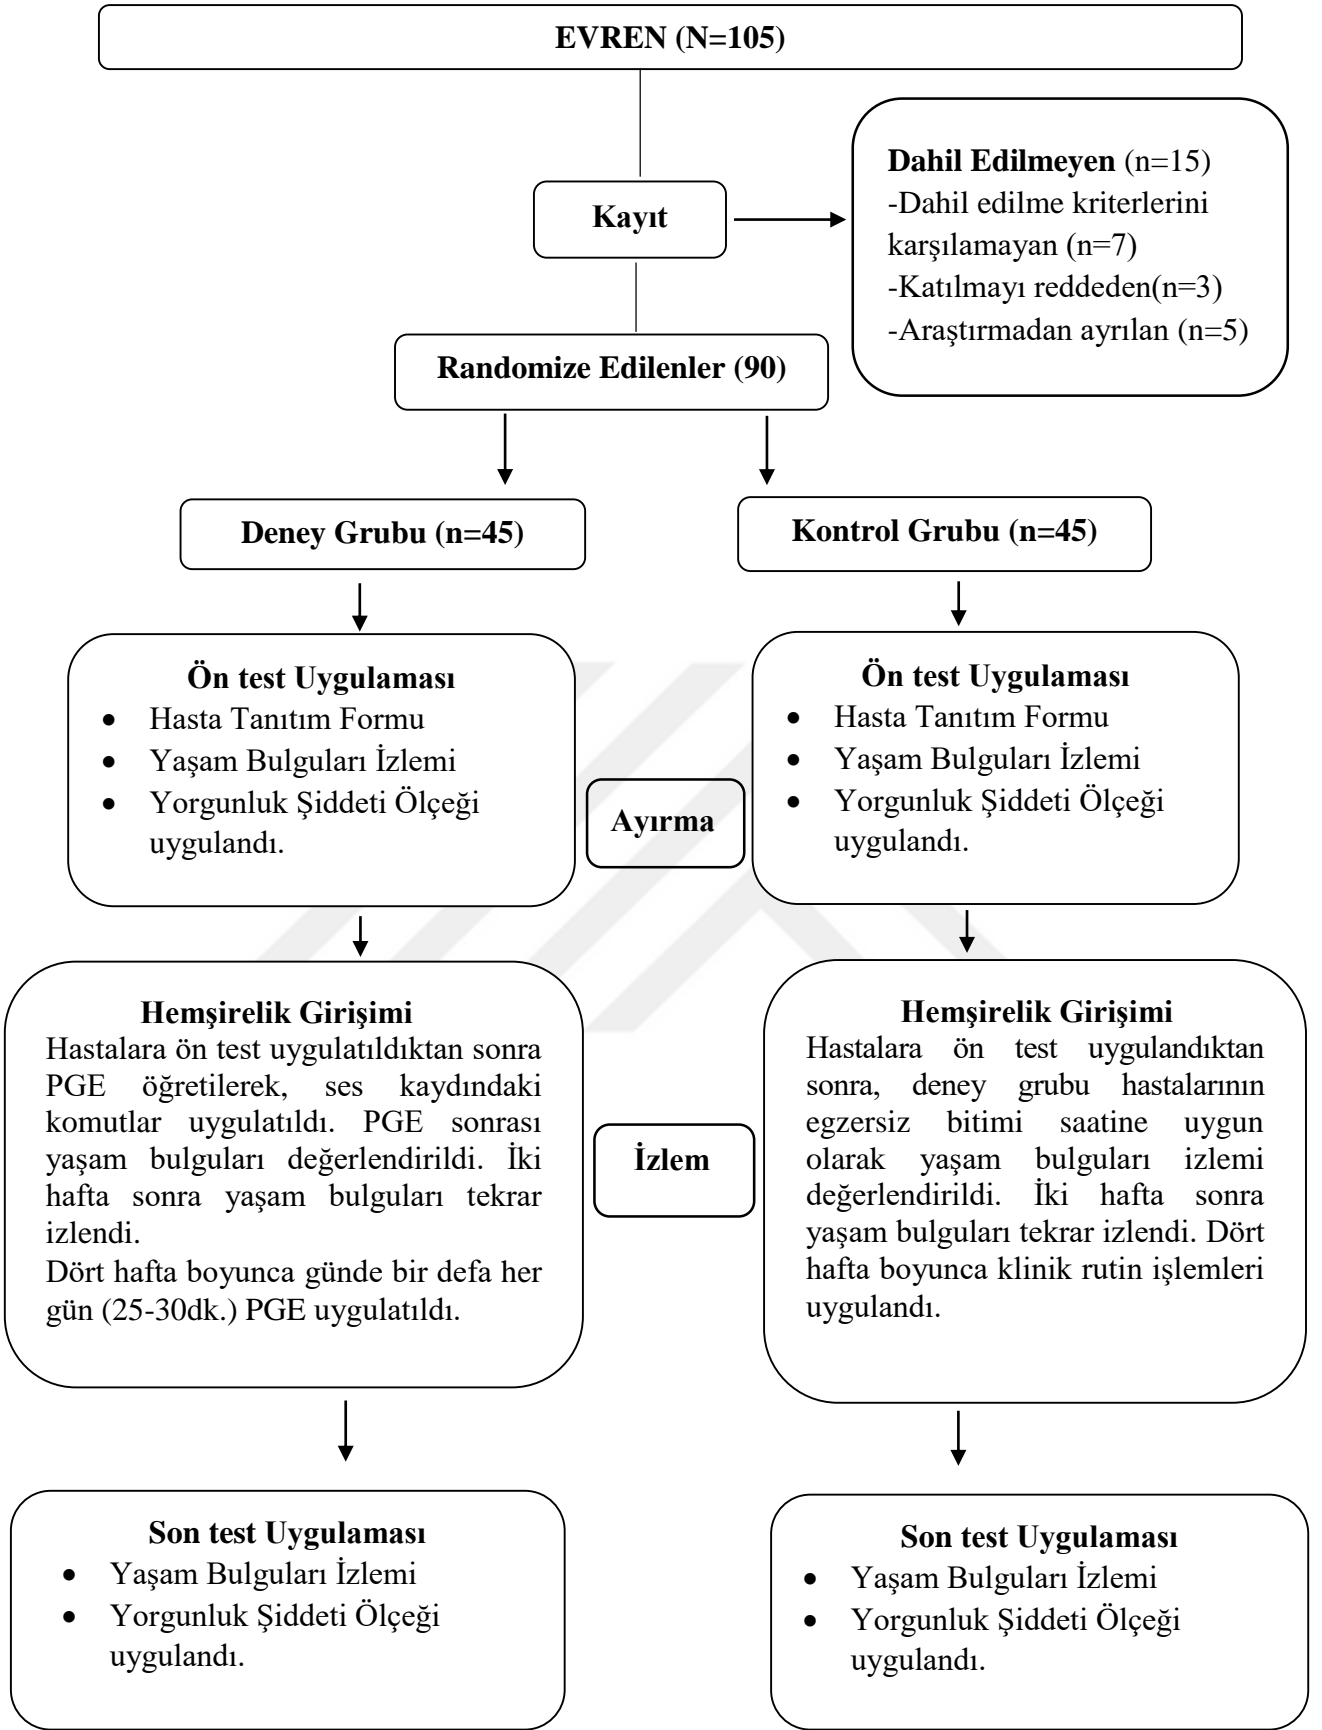 EVREN (N=105)
Dahil Edilmeyen (n=15)
-Dahil edilme kriterlerini
karşılamayan (n=7)
-Katılmayı reddeden(n=3)
-Araştırmadan ayrılan (n=5)
Kayıt
Randomize Edilenler (90)
Deney Grubu (n=45)
Kontrol Grubu (n=45)
Ön test Uygulaması
• Hasta Tanıtım Formu
• Yaşam Bulguları İzlemi
• Yorgunluk Şiddeti Ölçeği
uygulandı.
Ayırma
Ön test Uygulaması
• Hasta Tanıtım Formu
• Yaşam Bulguları İzlemi
• Yorgunluk Şiddeti Ölçeği
uygulandı.
Hemşirelik Girişimi
Hastalara ön test uygulatıldıktan sonra
PGE öğretilerek, ses kaydındaki
komutlar uygulatıldı. PGE sonrası
yaşam bulguları değerlendirildi. İki
hafta sonra yaşam bulguları tekrar
izlendi.
Dört hafta boyunca günde bir defa her
gün (25-30dk.) PGE uygulatıldı.
İzlem
Hemşirelik Girişimi
Hastalara ön test uygulandıktan
sonra, deney grubu hastalarının
egzersiz bitimi saatine uygun
olarak yaşam bulguları izlemi
değerlendirildi. İki hafta sonra
yaşam bulguları tekrar izlendi. Dört
hafta boyunca klinik rutin işlemleri
uygulandı.
Son test Uygulaması
• Yaşam Bulguları İzlemi
• Yorgunluk Şiddeti Ölçeği
uygulandı.
Son test Uygulaması
• Yaşam Bulguları İzlemi
• Yorgunluk Şiddeti Ölçeği
uygulandı.